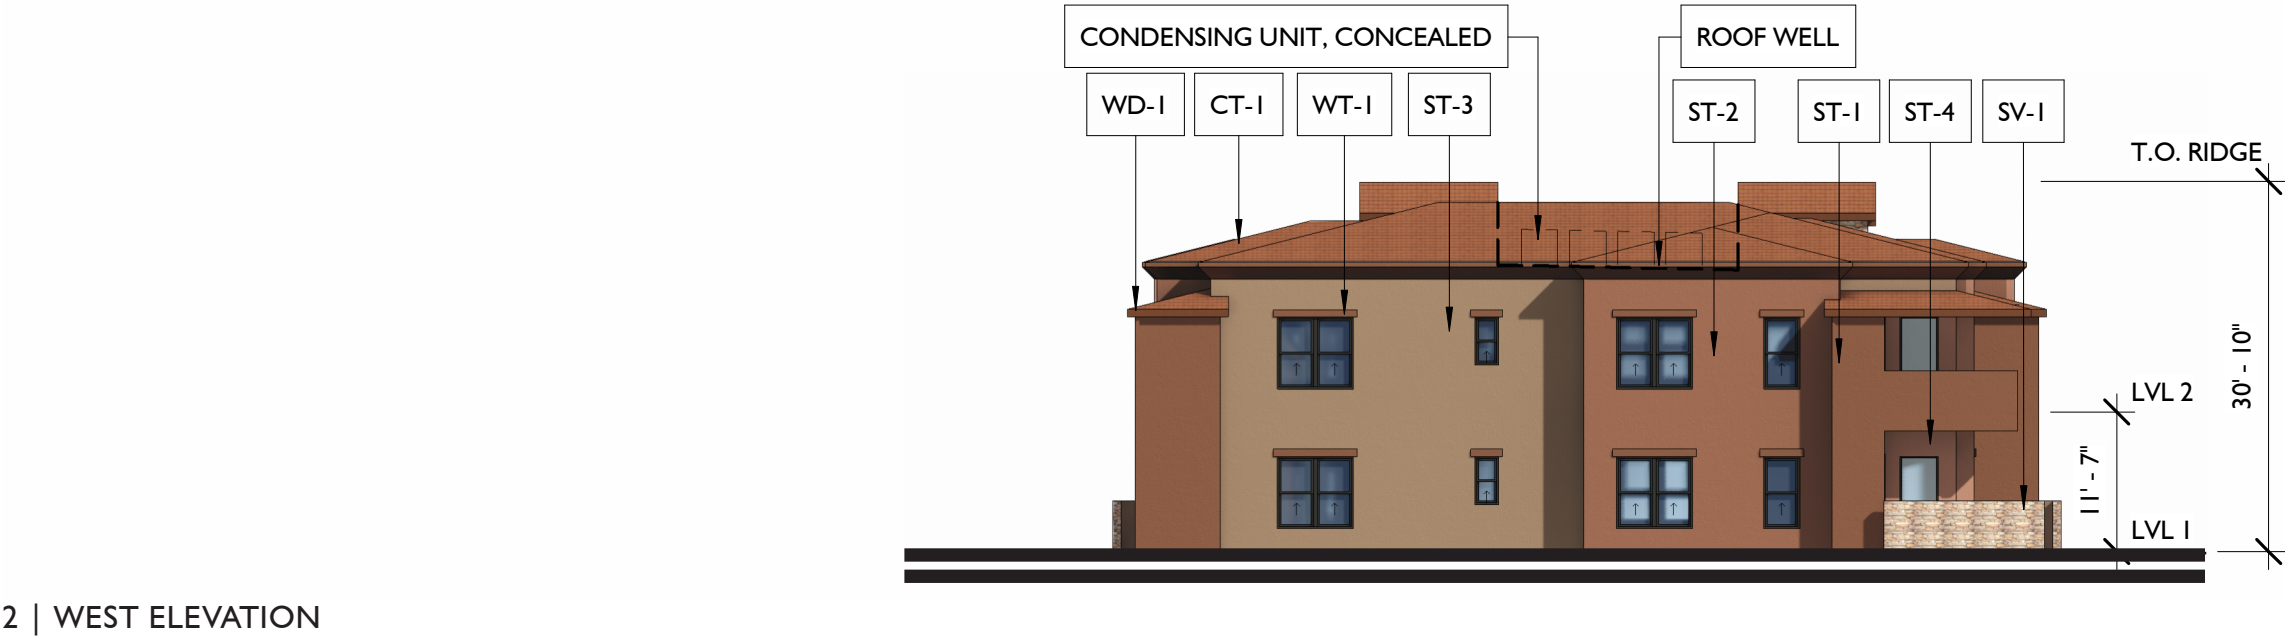 CONDENSING UNIT, CONCEALED
ROOF WELL
WD-1
CT-1
WT-1
ST-3
ST-2
ST-1
ST-4
SV-1
T.O. RIDGE
30' - 10"
LVL 2
11' - 7"
LVL 1
2 | WEST ELEVATION